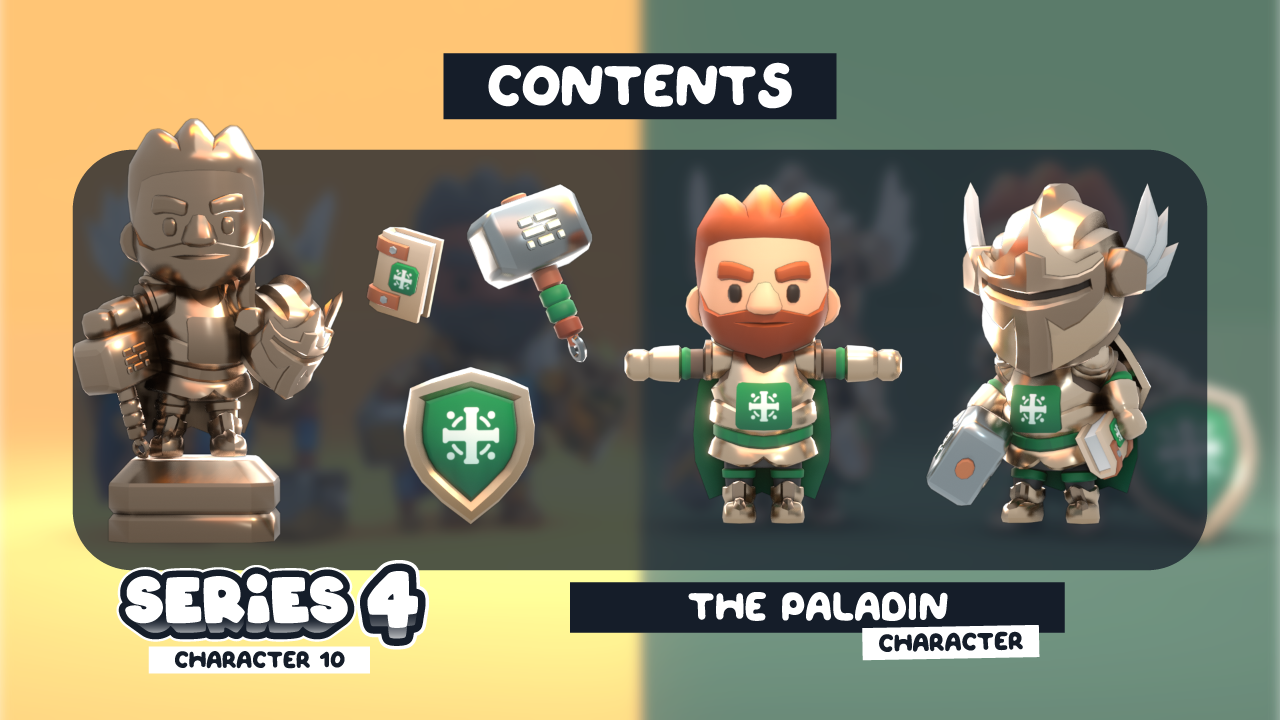 CONTENTS
SERIES 4
CHARACTER 10
THE PALADIN
CHARACTER